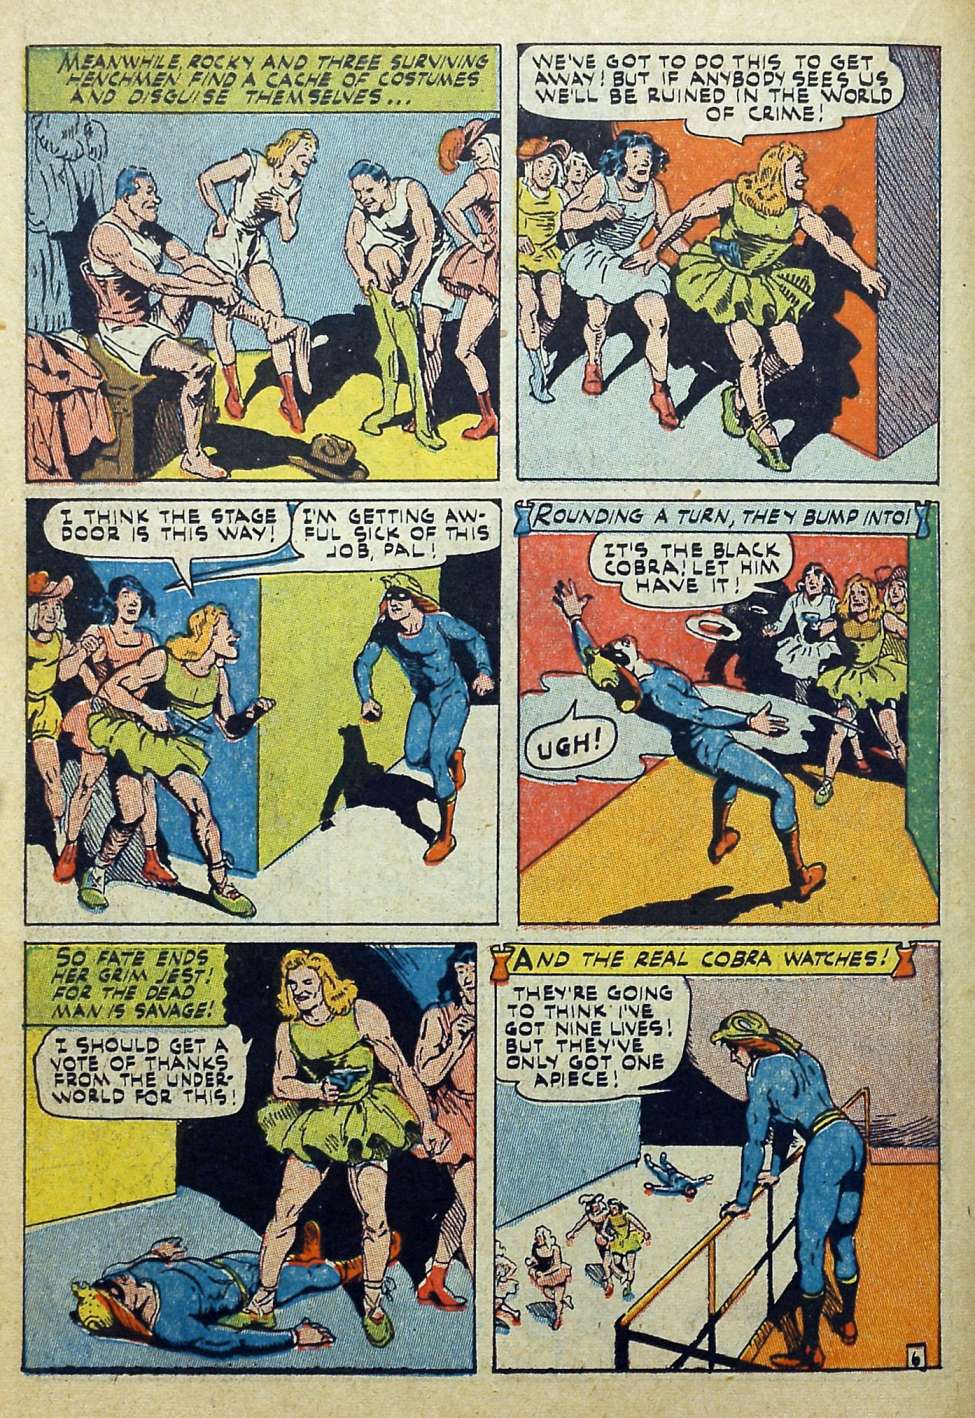 MEANWHILE, ROCKY AND THREE SURVIVING
HENCHMEN FIND A CACHE OF COSTUMES
AND DISGUISE THEMSELVES...
WE'VE GOT TO DO THIS TO GET
AWAY! BUT IF ANYBODY SEES US
WE'LL BE RUINED IN THE WORLD
OF CRIME!
I THINK THE STAGE
DOOR IS THIS WAY!
I'M GETTING AW-
FUL SICK OF THIS
JOB, PAL!
ROUNDING A TURN, THEY BUMP INTO!
IT'S THE BLACK
COBRA! LET HIM
HAVE IT!
UGH!
SO FATE ENDS
HER GRIM JEST!
FOR THE DEAD
MAN IS SAVAGE!
I SHOULD GET A
VOTE OF THANKS
FROM THE UNDER-
WORLD FOR THIS!
AND THE REAL COBRA WATCHES!
THEY'RE GOING
TO THINK I'VE
GOT NINE LIVES!
BUT THEY'VE
ONLY GOT ONE
APIECE!
6